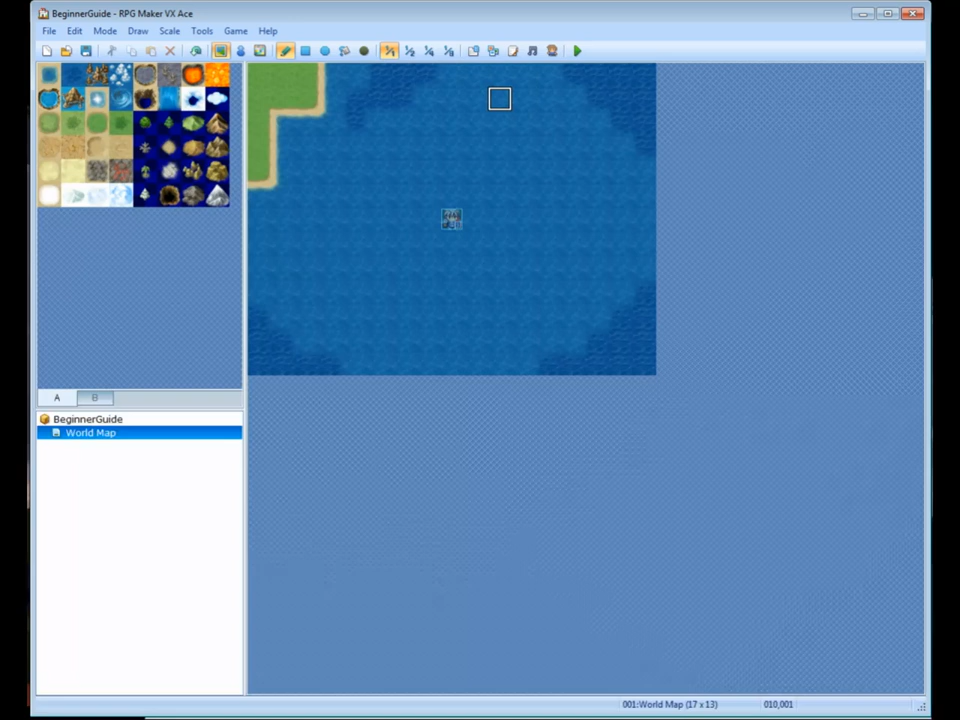 BeginnerGuide - RPG Maker VX Ace
File Edit Mode Draw Scale Tools Game Help
A B
BeginnerGuide
World Map
001:World Map (17 x 13) 010,001